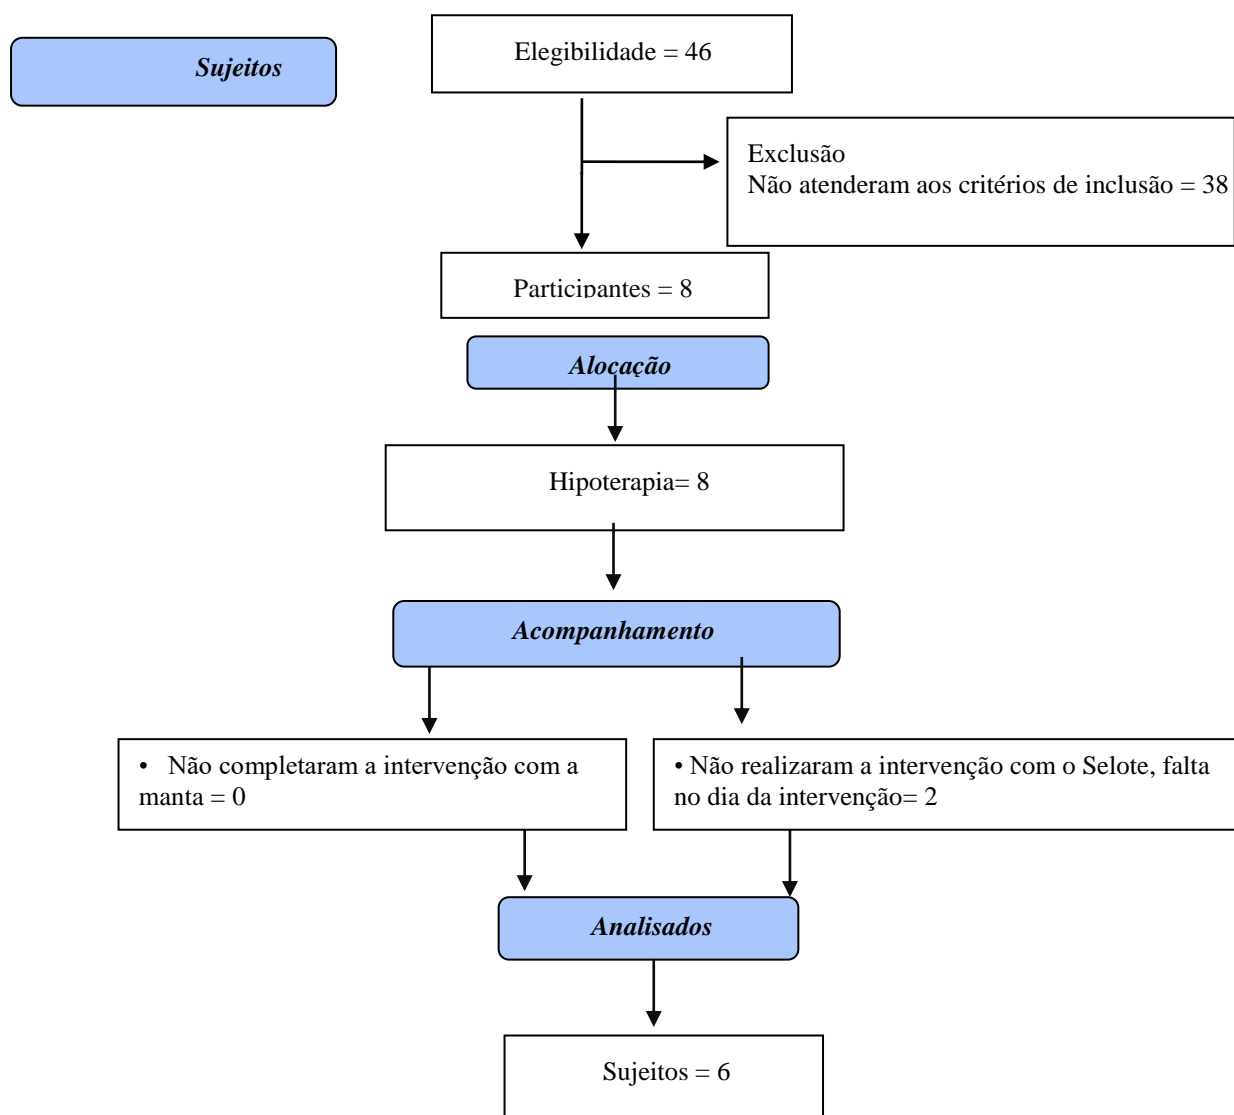 Sujeitos
Elegibilidade = 46
Exclusão
Não atenderam aos critérios de inclusão = 38
Participantes = 8
Alocação
Hipoterapia= 8
Acompanhamento
• Não completaram a intervenção com a
manta = 0
• Não realizaram a intervenção com o Selote, falta
no dia da intervenção= 2
Analisados
Sujeitos = 6